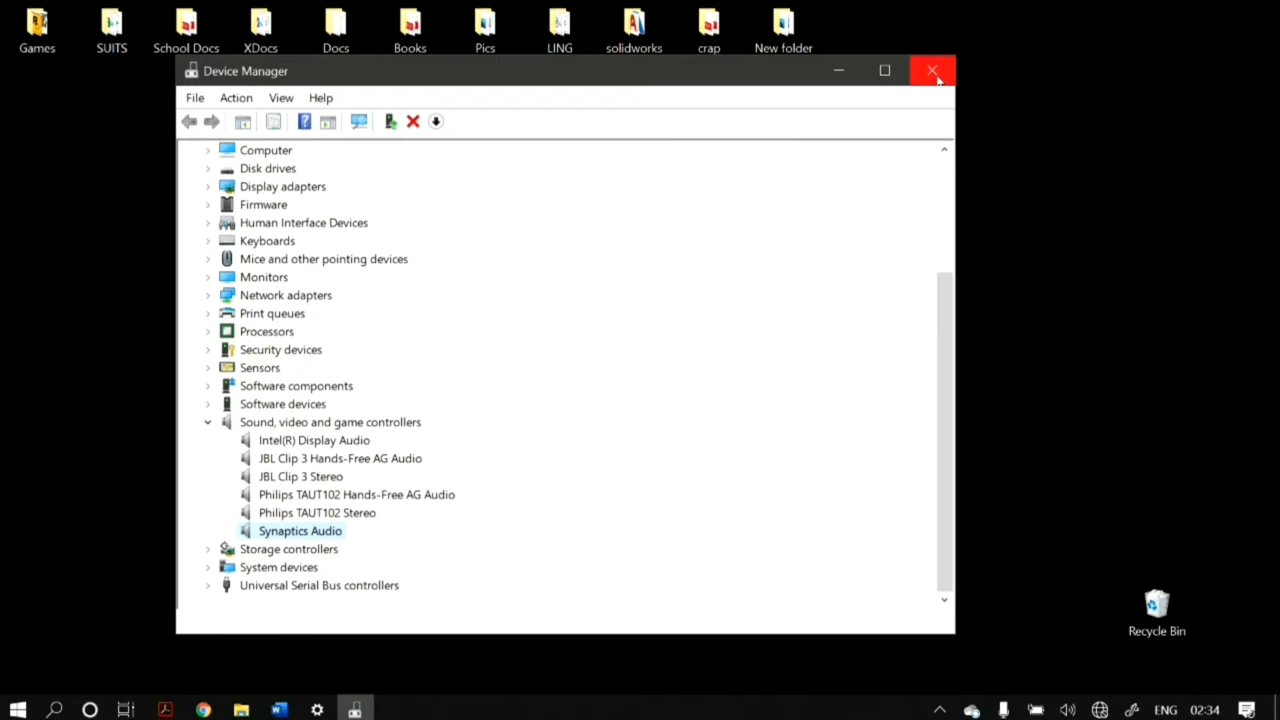 Games SUITS School Docs XDocs Docs Books Pics LING solidworks crap New folder
Device Manager
File Action View Help
Computer
Disk drives
Display adapters
Firmware
Human Interface Devices
Keyboards
Mice and other pointing devices
Monitors
Network adapters
Print queues
Processors
Security devices
Sensors
Software components
Software devices
Sound, video and game controllers
Intel(R) Display Audio
JBL Clip 3 Hands-Free AG Audio
JBL Clip 3 Stereo
Philips TAUT102 Hands-Free AG Audio
Philips TAUT102 Stereo
Synaptics Audio
Storage controllers
System devices
Universal Serial Bus controllers
Recycle Bin
ENG 02:34